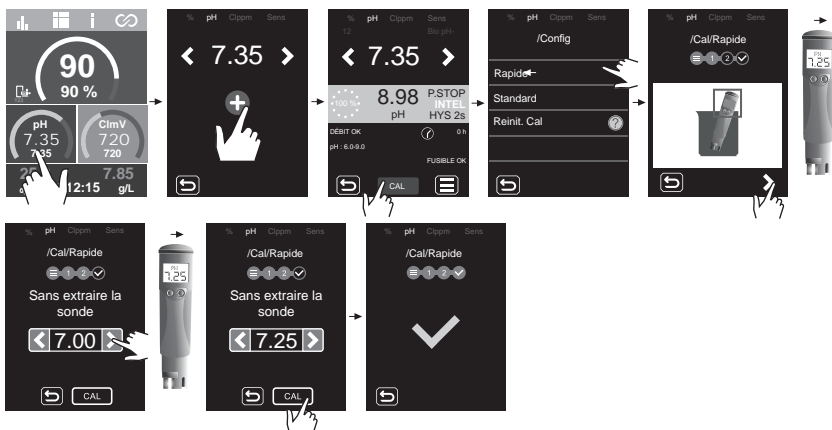 90
90 %
pH
7.35
7.35
ClmV
720
720
7.85
12:15
g/L
% pH Clppm Sens
7.35
% pH Clppm Sens
12 Bio pH-
7.35
100 %
8.98
pH
P.STOP
INTEL
HYS 2s
DÉBIT OK
0 h
pH : 6.0-9.0
FUSIBLE OK
CAL
% pH Clppm Sens
/Config
Rapide
Standard
Reinit. Cal ?
% pH Clppm Sens
/Cal/Rapide
1 2
PH
7.25
% pH Clppm Sens
/Cal/Rapide
1 2
Sans extraire la
sonde
7.00
CAL
PH
7.25
% pH Clppm Sens
/Cal/Rapide
1 2
Sans extraire la
sonde
7.25
CAL
% pH Clppm Sens
/Cal/Rapide
1 2